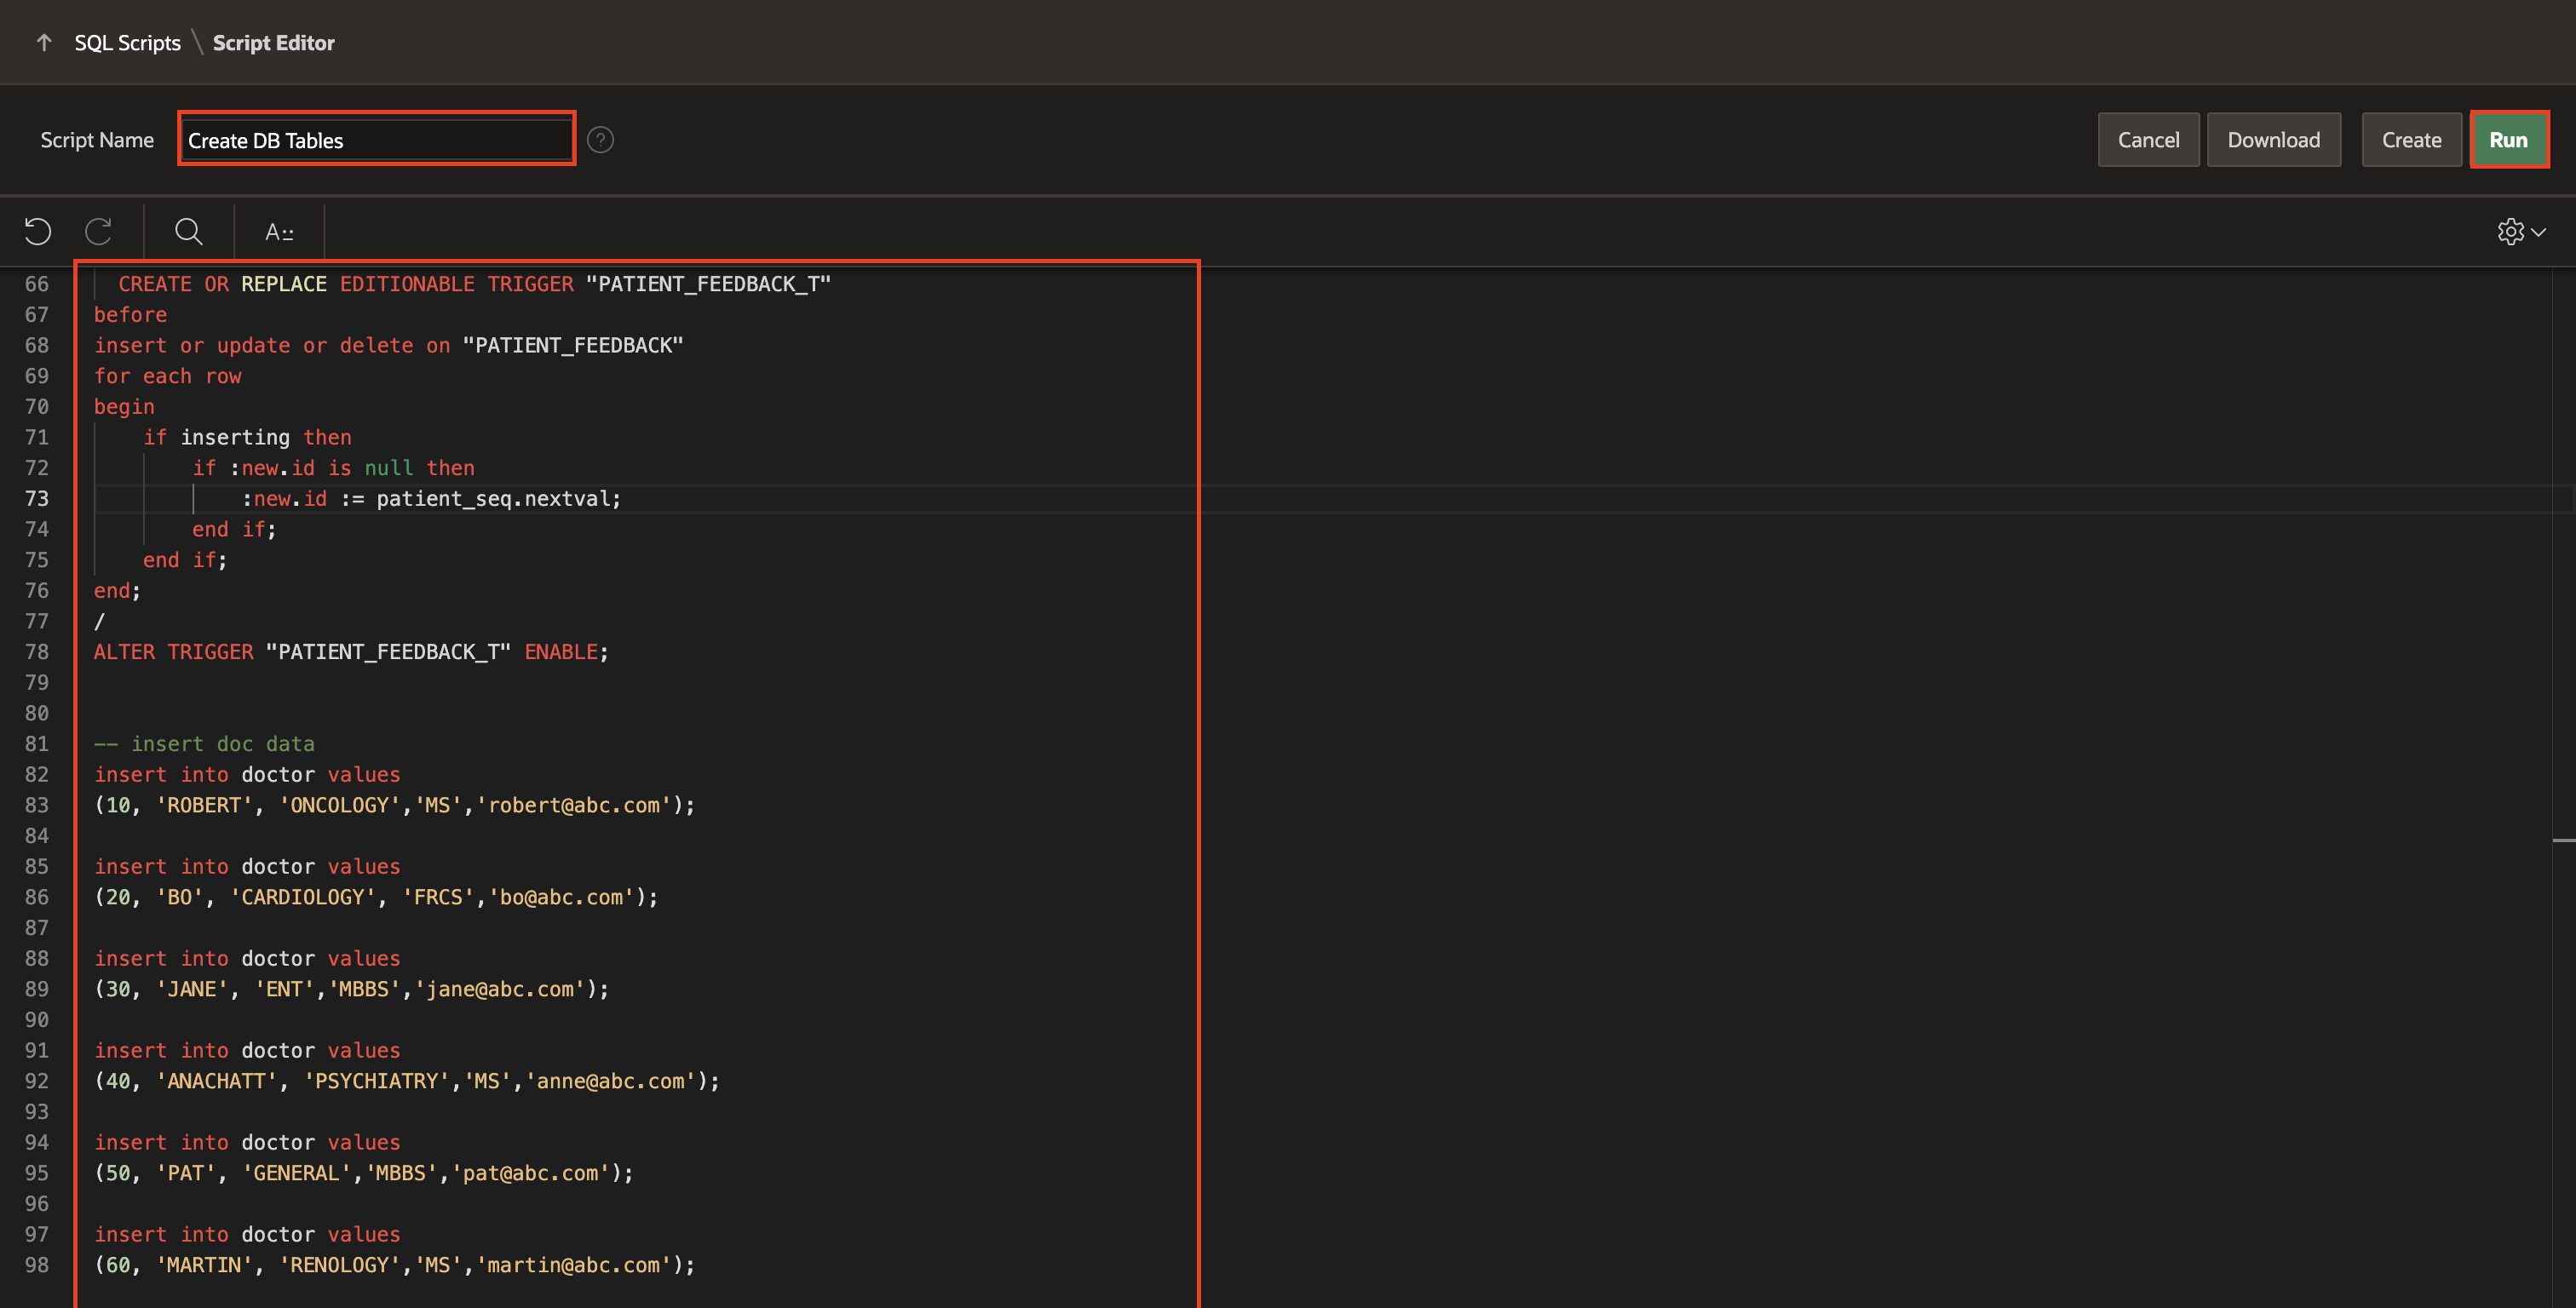 SQL Scripts \ Script Editor
Script Name Create DB Tables ? Cancel Download Create Run
A
66 CREATE OR REPLACE EDITIONABLE TRIGGER "PATIENT_FEEDBACK_T"
67 before
68 insert or update or delete on "PATIENT_FEEDBACK"
69 for each row
70 begin
71 if inserting then
72 if :new.id is null then
73 :new.id := patient_seq.nextval;
74 end if;
75 end if;
76 end;
77 /
78 ALTER TRIGGER "PATIENT_FEEDBACK_T" ENABLE;
79
80
81 -- insert doc data
82 insert into doctor values
83 (10, 'ROBERT', 'ONCOLOGY','MS','robert@abc.com');
84
85 insert into doctor values
86 (20, 'BO', 'CARDIOLOGY', 'FRCS','bo@abc.com');
87
88 insert into doctor values
89 (30, 'JANE', 'ENT','MBBS','jane@abc.com');
90
91 insert into doctor values
92 (40, 'ANACHATT', 'PSYCHIATRY','MS','anne@abc.com');
93
94 insert into doctor values
95 (50, 'PAT', 'GENERAL','MBBS','pat@abc.com');
96
97 insert into doctor values
98 (60, 'MARTIN', 'RENOLOGY','MS','martin@abc.com');